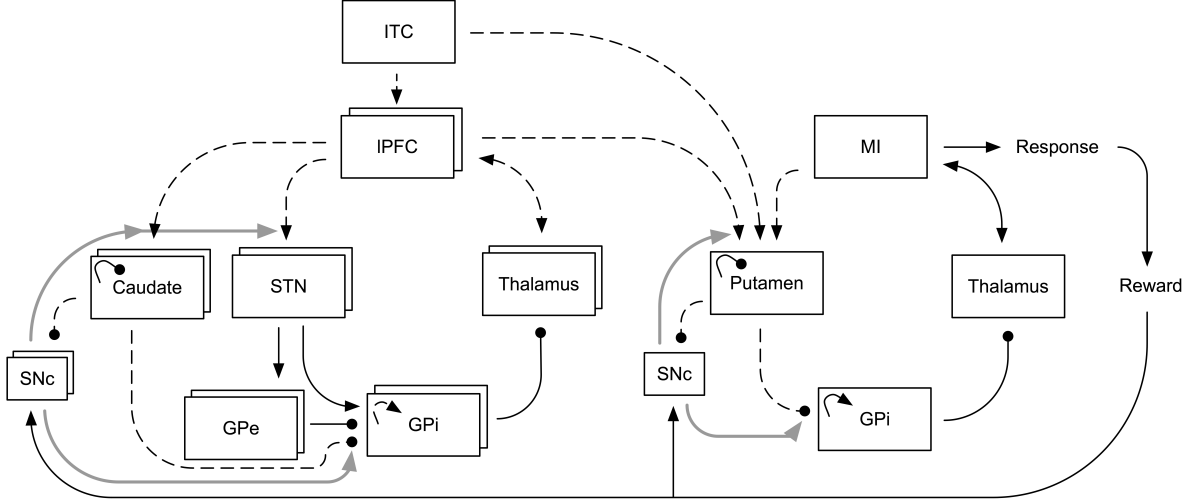 ITC
lPFC
MI
Response
Caudate
STN
Thalamus
Putamen
Thalamus
Reward
SNc
SNc
GPe
GPi
GPi